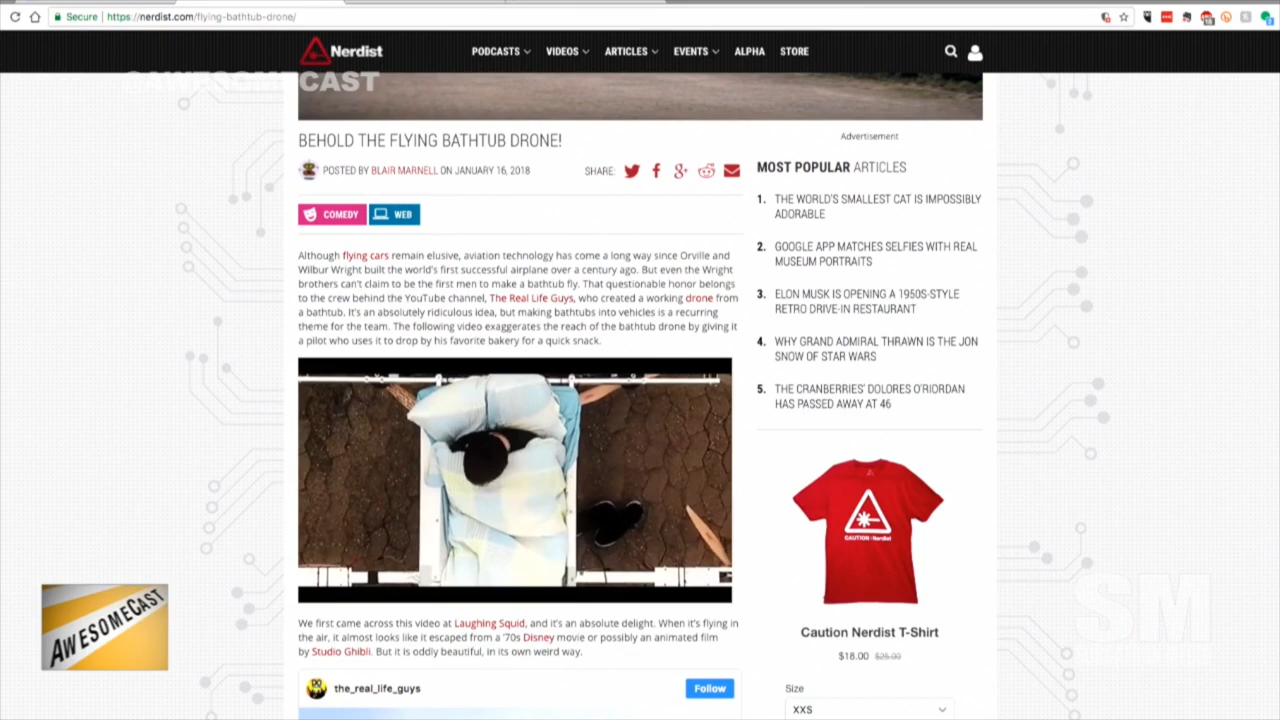 Secure
https://nerdist.com/flying-bathtub-drone/
Nerdist
PODCASTS
VIDEOS
ARTICLES
EVENTS
ALPHA
STORE
@AWESOMECAST
BEHOLD THE FLYING BATHTUB DRONE!
POSTED BY BLAIR MARNELL ON JANUARY 16, 2018
SHARE:
COMEDY
WEB
Although flying cars remain elusive, aviation technology has come a long way since Orville and
Wilbur Wright built the world's first successful airplane over a century ago. But even the Wright
brothers can't claim to be the first men to make a bathtub fly. That questionable honor belongs
to the crew behind the YouTube channel, The Real Life Guys, who created a working drone from
a bathtub. It's an absolutely ridiculous idea, but making bathtubs into vehicles is a recurring
theme for the team. The following video exaggerates the reach of the bathtub drone by giving it
a pilot who uses it to drop by his favorite bakery for a quick snack.
We first came across this video at Laughing Squid, and it's an absolute delight. When it's flying in
the air, it almost looks like it escaped from a '70s Disney movie or possibly an animated film
by Studio Ghibli. But it is oddly beautiful, in its own weird way.
the_real_life_guys
Follow
Advertisement
MOST POPULAR ARTICLES
1. THE WORLD'S SMALLEST CAT IS IMPOSSIBLY
ADORABLE
2. GOOGLE APP MATCHES SELFIES WITH REAL
MUSEUM PORTRAITS
3. ELON MUSK IS OPENING A 1950S-STYLE
RETRO DRIVE-IN RESTAURANT
4. WHY GRAND ADMIRAL THRAWN IS THE JON
SNOW OF STAR WARS
5. THE CRANBERRIES' DOLORES O'RIORDAN
HAS PASSED AWAY AT 46
CAUTION: Nerdist
Caution Nerdist T-Shirt
$18.00 $25.00
Size
XXS
AWESOMECAST
SM